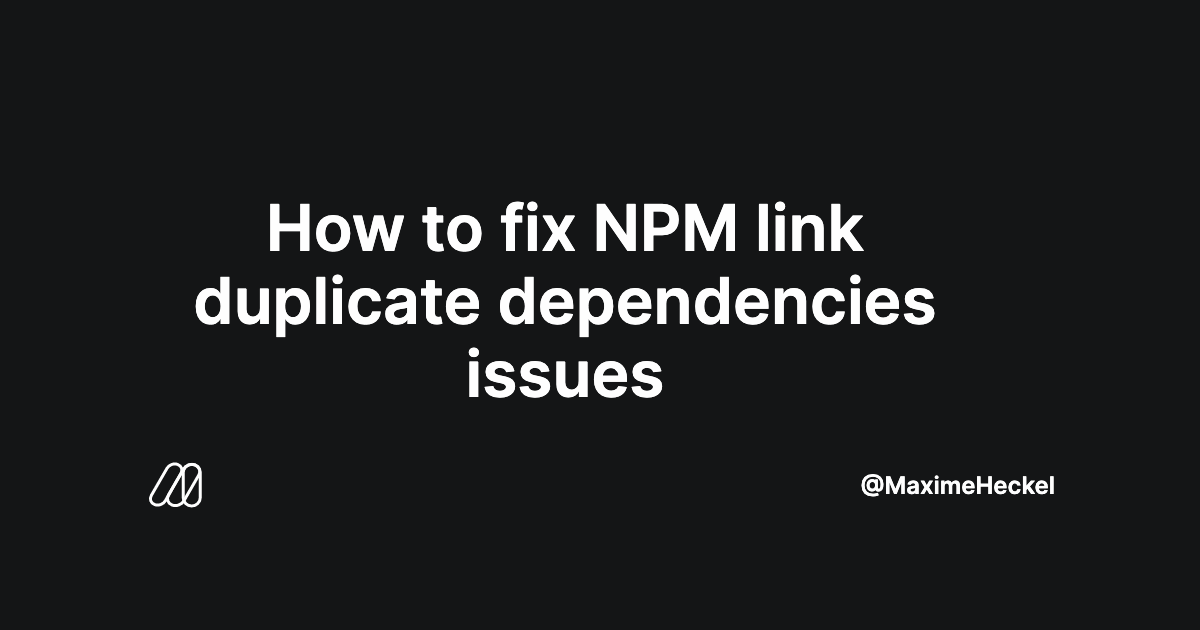 How to fix NPM link
duplicate dependencies
issues
@MaximeHeckel